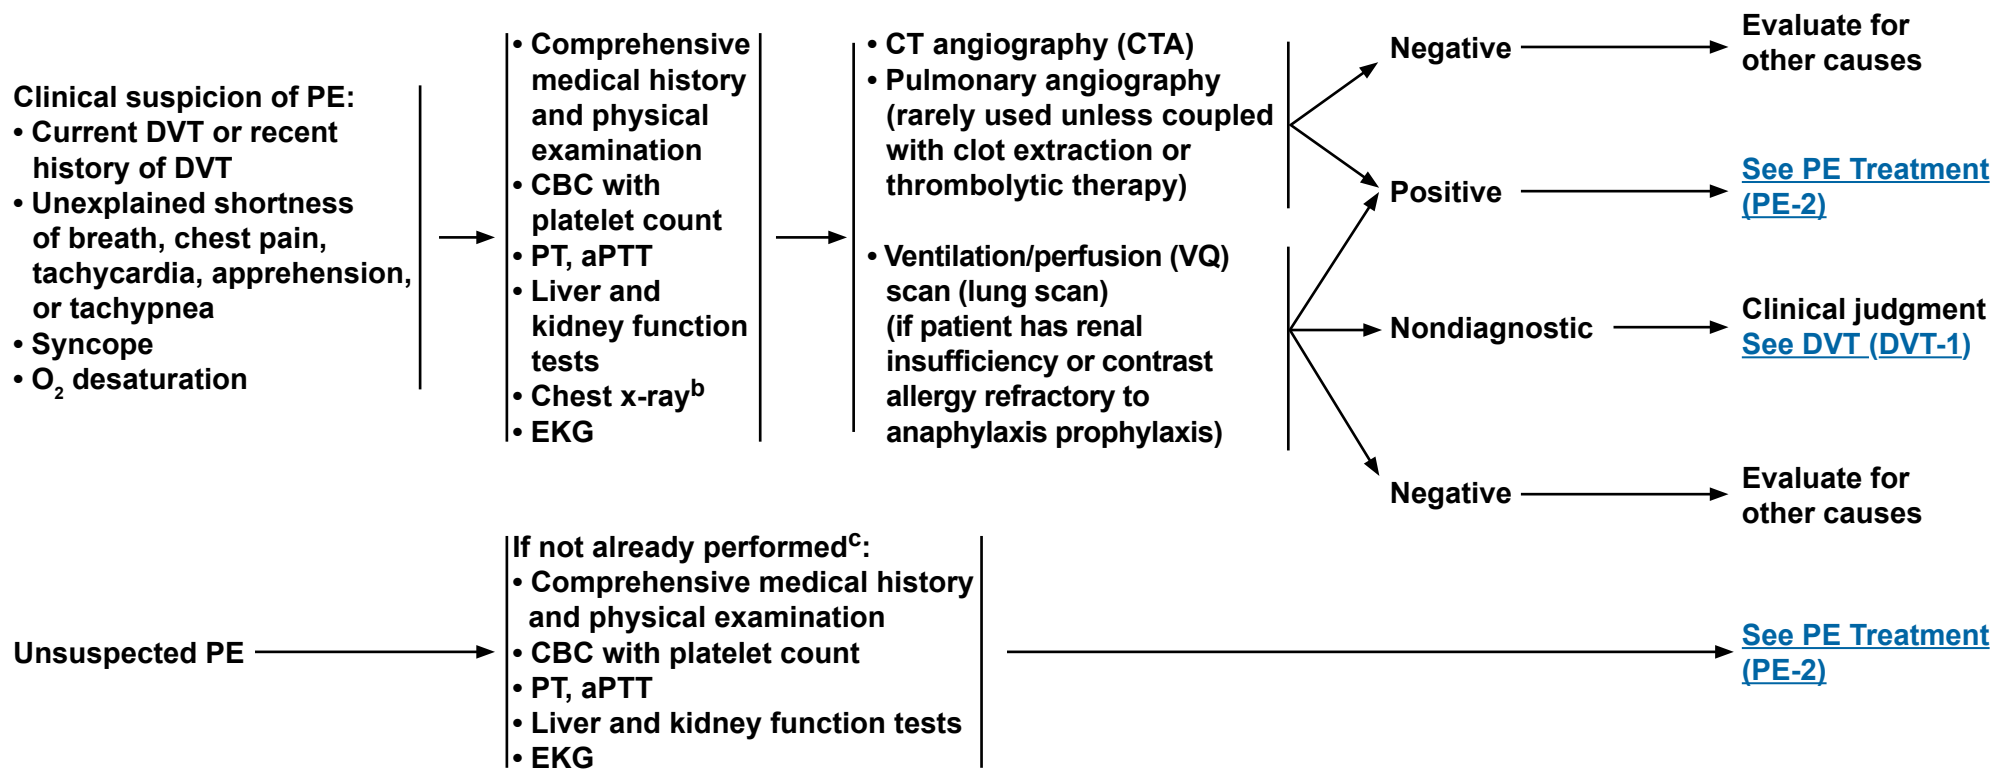 Clinical suspicion of PE:
• Current DVT or recent
history of DVT
• Unexplained shortness
of breath, chest pain,
tachycardia, apprehension,
or tachypnea
• Syncope
• O₂ desaturation
• Comprehensive
medical history
and physical
examination
• CBC with
platelet count
• PT, aPTT
• Liver and
kidney function
tests
• Chest x-rayᵇ
• EKG
• CT angiography (CTA)
• Pulmonary angiography
(rarely used unless coupled
with clot extraction or
thrombolytic therapy)
• Ventilation/perfusion (VQ)
scan (lung scan)
(if patient has renal
insufficiency or contrast
allergy refractory to
anaphylaxis prophylaxis)
Negative
Evaluate for
other causes
Positive
See PE Treatment
(PE-2)
Nondiagnostic
Clinical judgment
See DVT (DVT-1)
Negative
Evaluate for
other causes
Unsuspected PE
If not already performedᶜ:
• Comprehensive medical history
and physical examination
• CBC with platelet count
• PT, aPTT
• Liver and kidney function tests
• EKG
See PE Treatment
(PE-2)